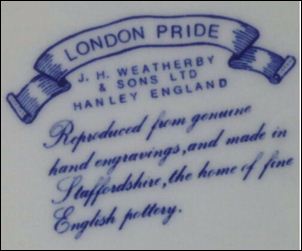 LONDON PRIDE
J. H. WEATHERBY
& SONS LTD
HANLEY ENGLAND
Reproduced from genuine
hand engravings, and made in
Staffordshire, the home of fine
English pottery.